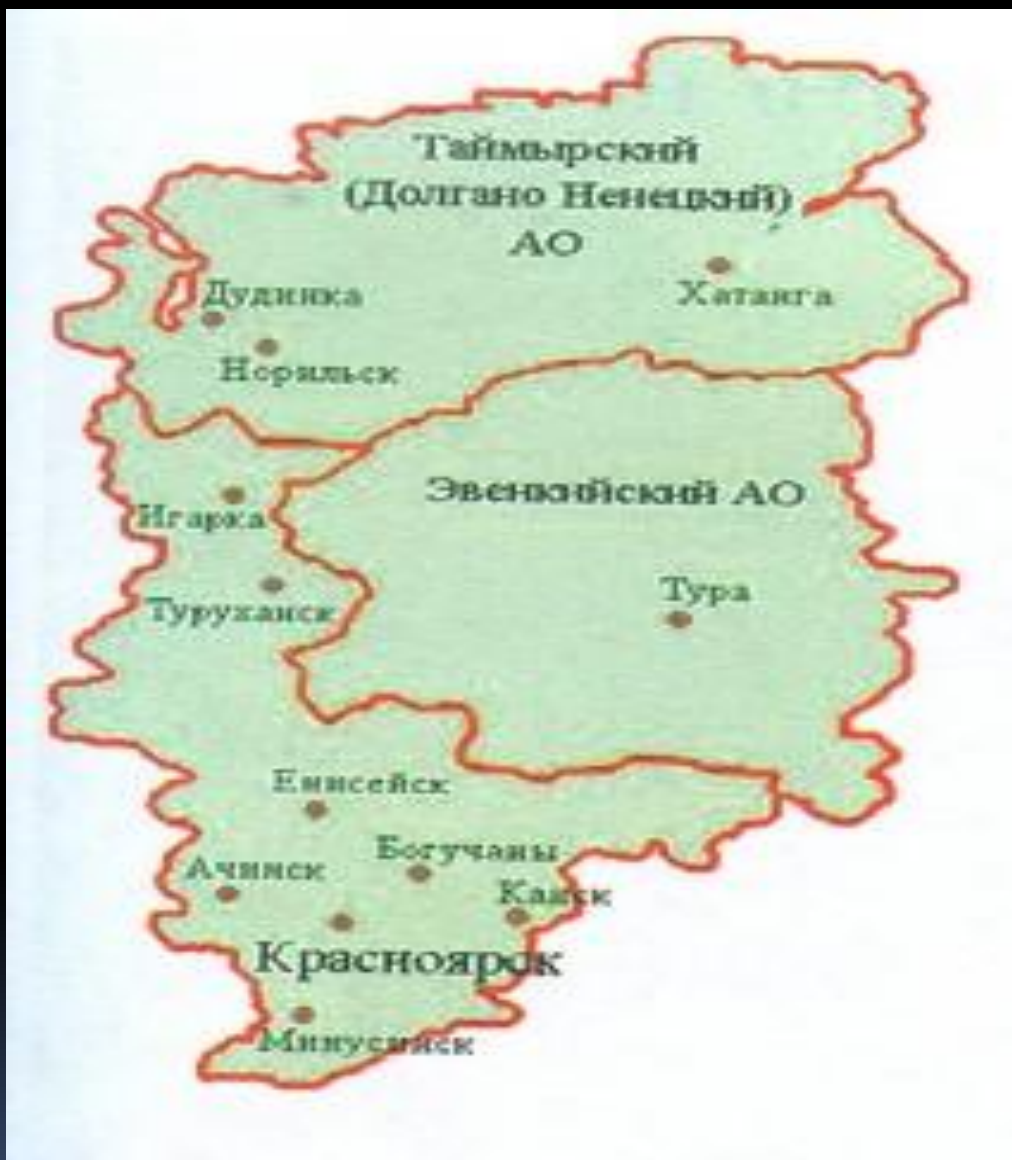 Таймырский
(Долгано Ненецкий)
АО
Хатанга
Дудинка
Норильск
Эвенкийский АО
Игарка
Тура
Туруханск
Енисейск
Богучаны
Ачинск
Канск
Красноярск
Минусинск